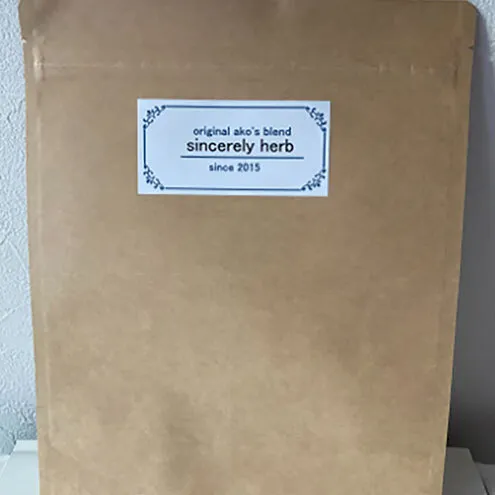 original ako's blend
sincerely herb
since 2015